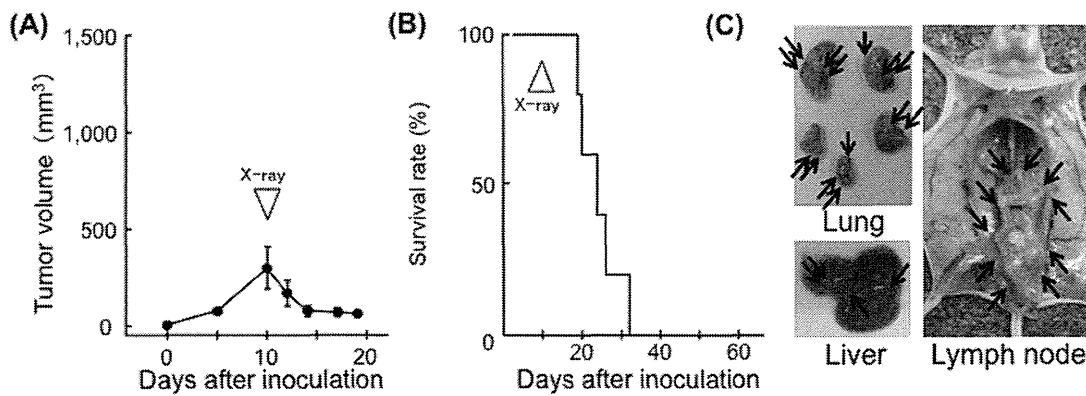 (A)
1,500
1,000
500
0
Tumor volume (mm³)
X-ray
0 10 20
Days after inoculation
(B)
100
50
0
Survival rate (%)
X-ray
20 40 60
Days after inoculation
(C)
Lung
Liver
Lymph node